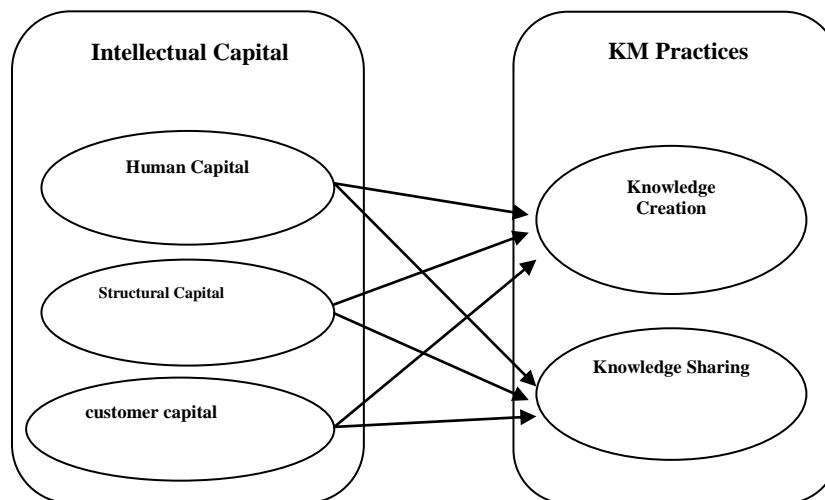 Intellectual Capital
Human Capital
Structural Capital
customer capital
KM Practices
Knowledge
Creation
Knowledge Sharing